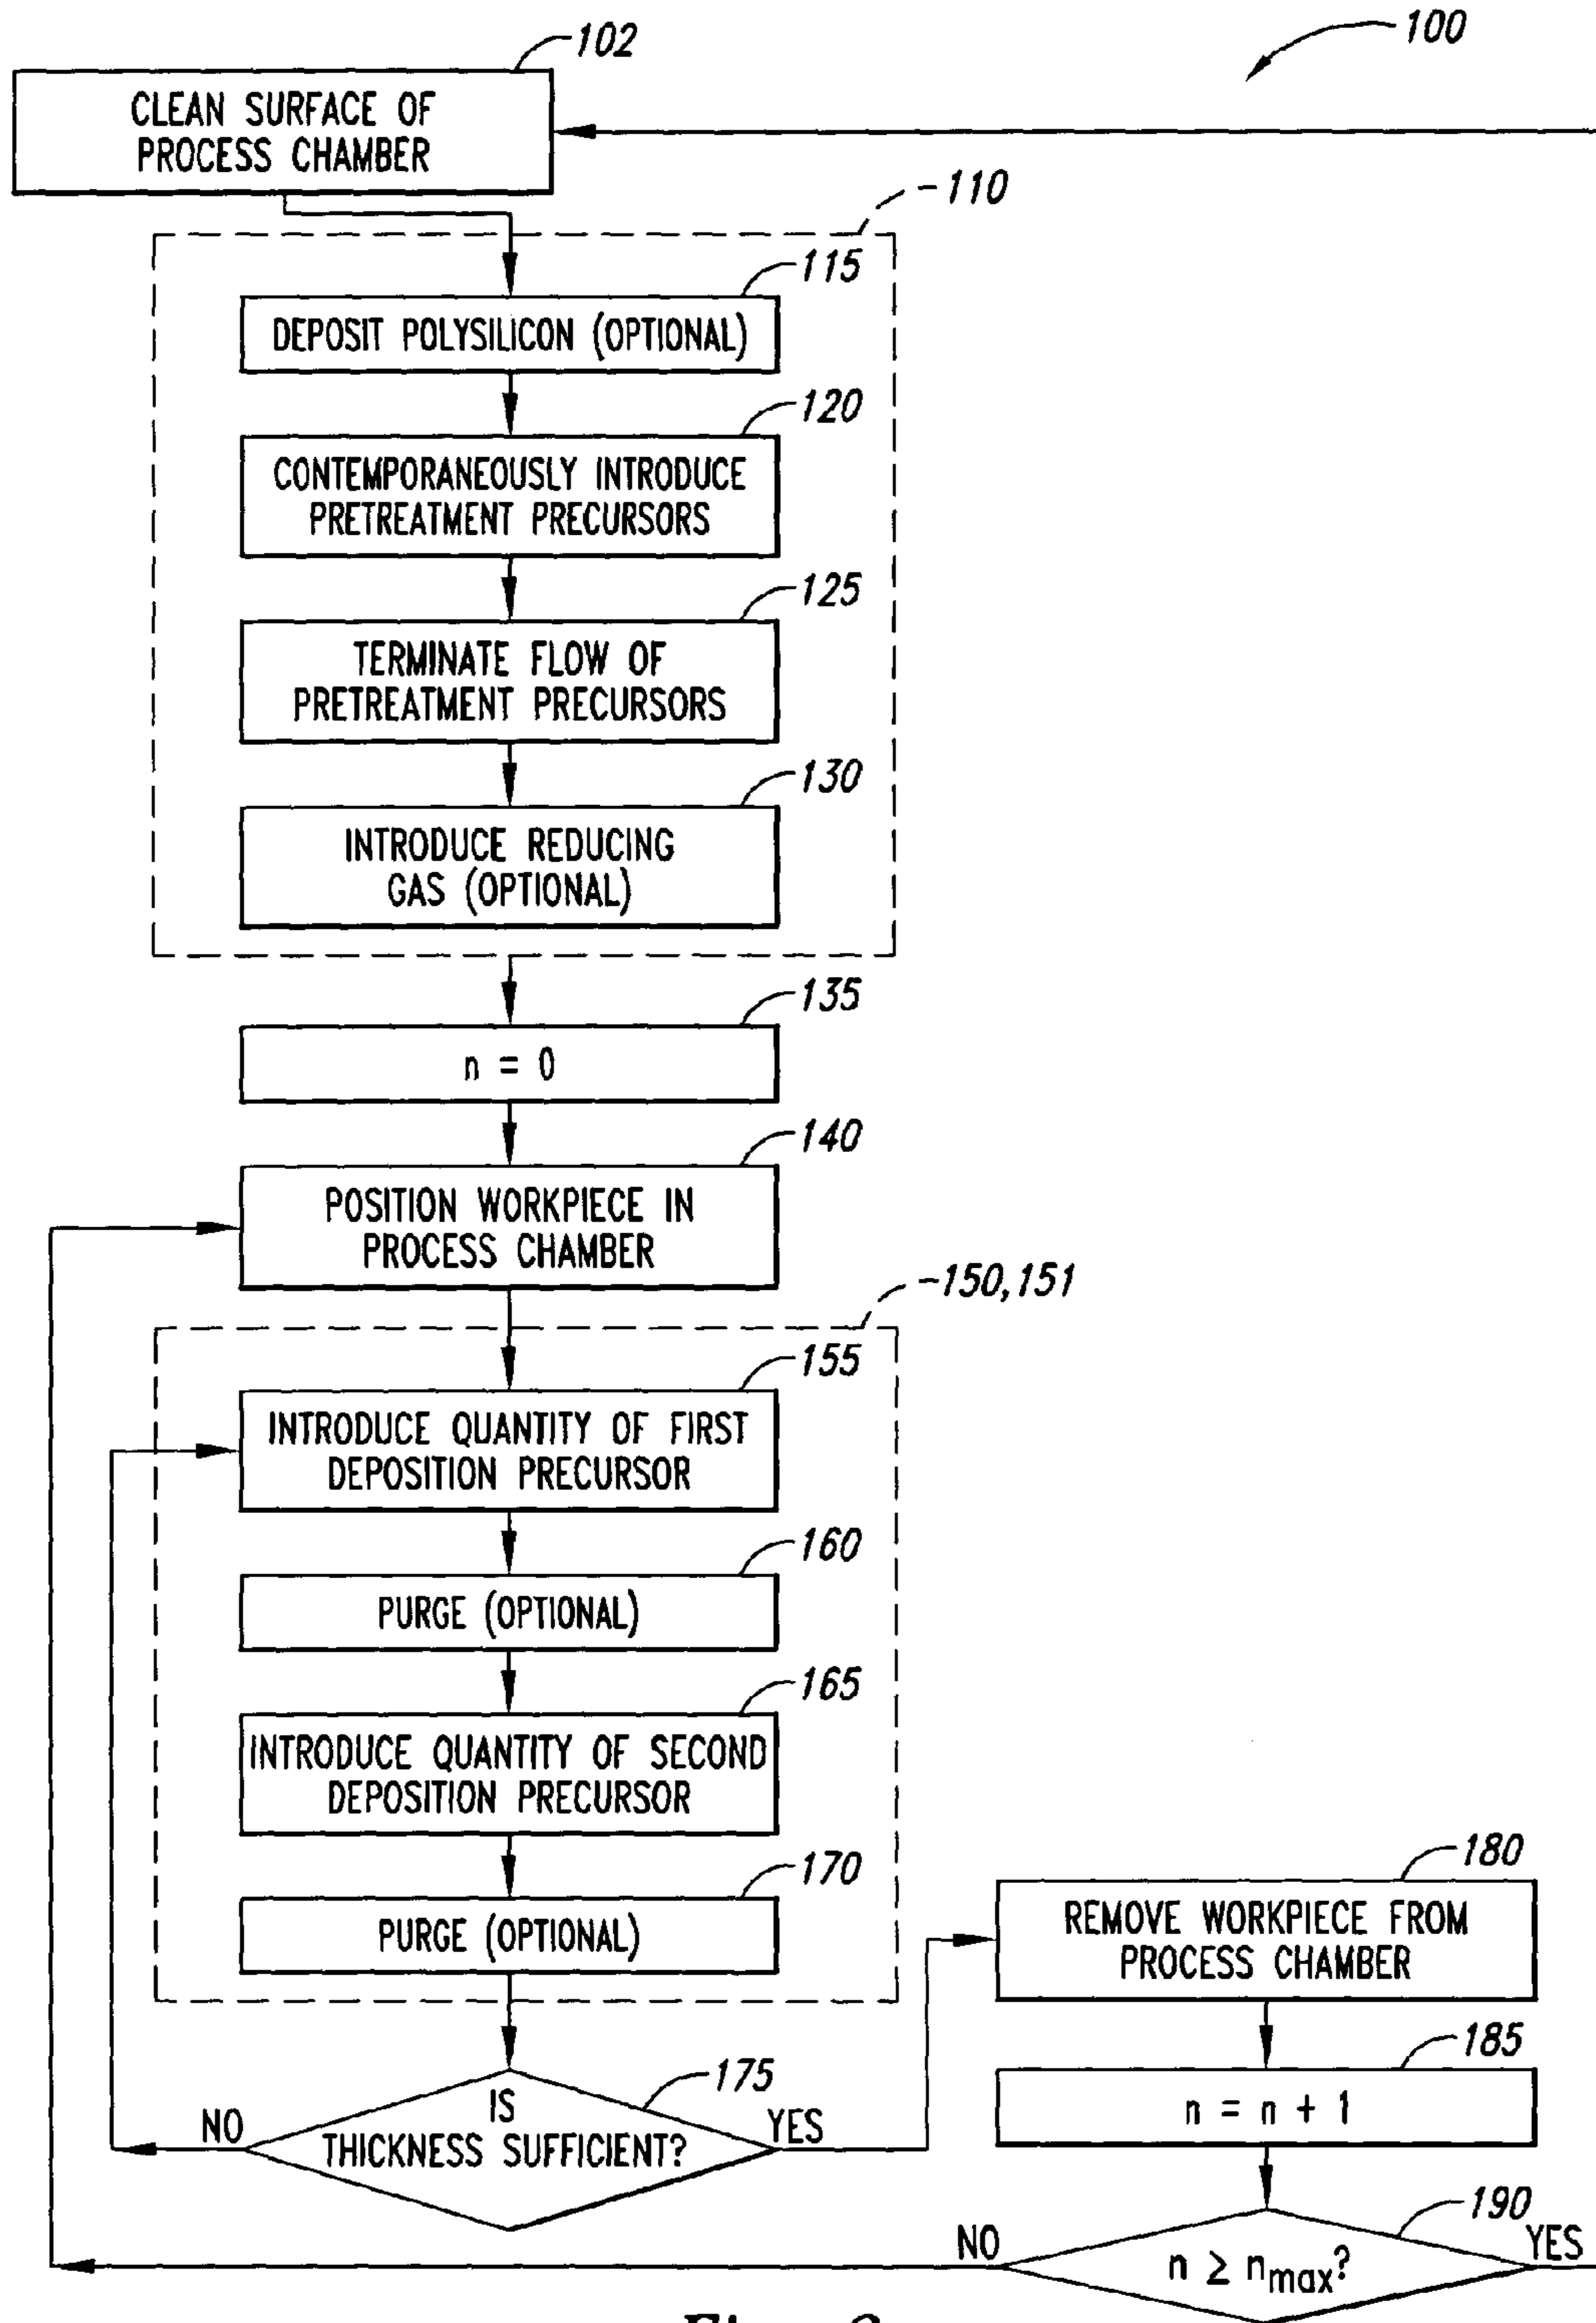 100
102
CLEAN SURFACE OF
PROCESS CHAMBER
110
115
DEPOSIT POLYSILICON (OPTIONAL)
120
CONTEMPORANEOUSLY INTRODUCE
PRETREATMENT PRECURSORS
125
TERMINATE FLOW OF
PRETREATMENT PRECURSORS
130
INTRODUCE REDUCING
GAS (OPTIONAL)
135
n = 0
140
POSITION WORKPIECE IN
PROCESS CHAMBER
150,151
155
INTRODUCE QUANTITY OF FIRST
DEPOSITION PRECURSOR
160
PURGE (OPTIONAL)
165
INTRODUCE QUANTITY OF SECOND
DEPOSITION PRECURSOR
170
PURGE (OPTIONAL)
175
IS
THICKNESS SUFFICIENT?
NO
YES
180
REMOVE WORKPIECE FROM
PROCESS CHAMBER
185
n = n + 1
190
n ≥ nmax?
NO
YES